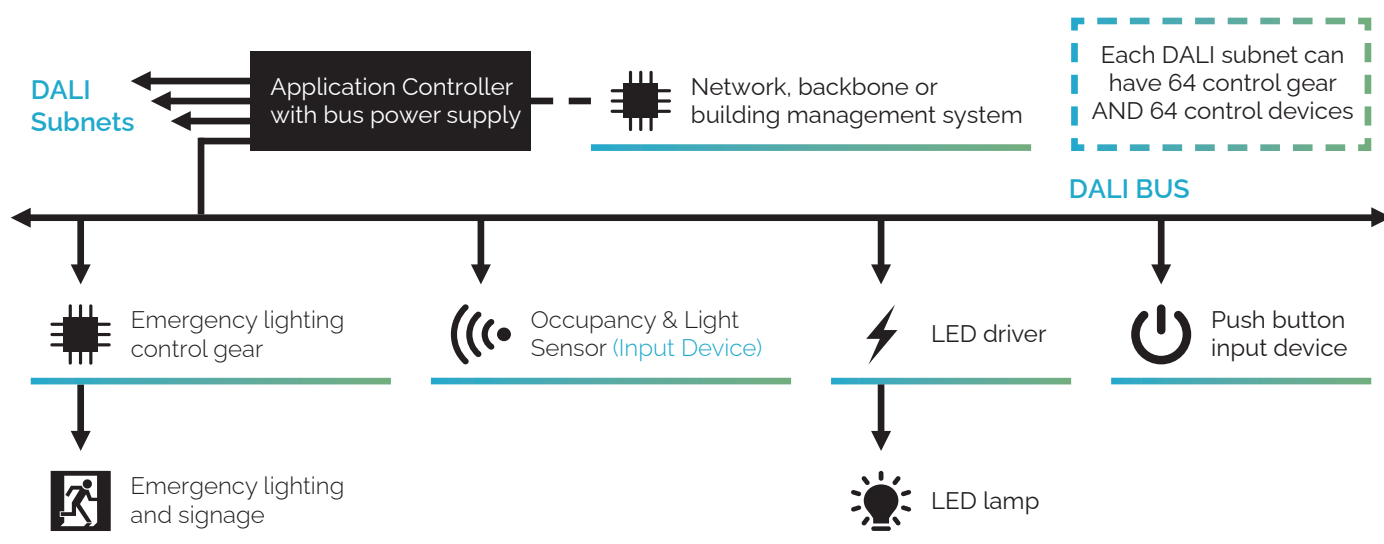 DALI
Subnets
Application Controller
with bus power supply
Network, backbone or
building management system
Each DALI subnet can
have 64 control gear
AND 64 control devices
DALI BUS
Emergency lighting
control gear
Occupancy & Light
Sensor (Input Device)
LED driver
Push button
input device
Emergency lighting
and signage
LED lamp